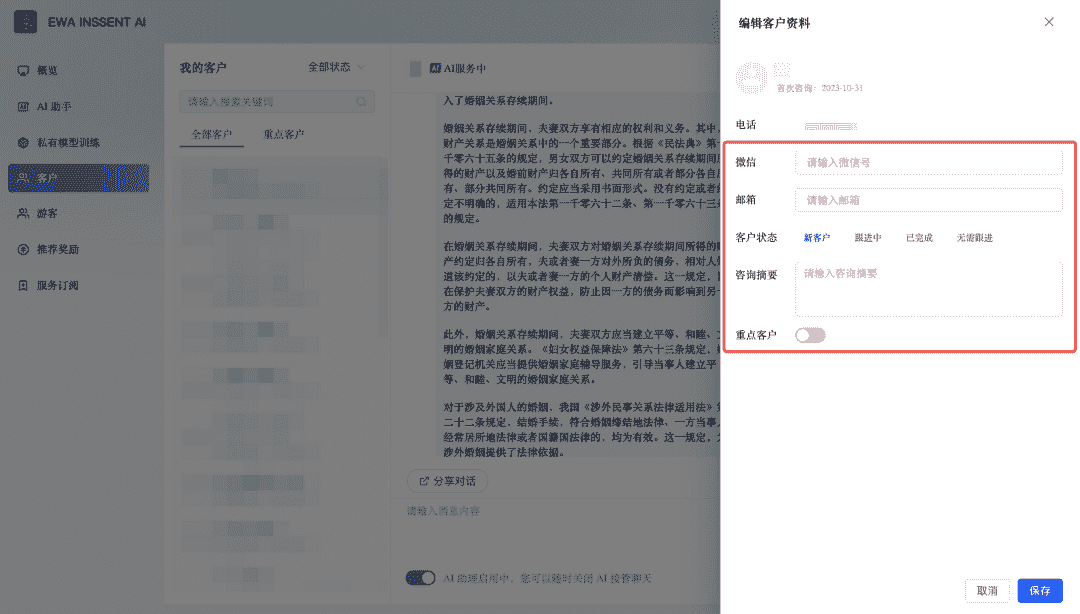 EWA INSSENT AI
概览
AI 助手
私有模型训练
客户
游客
推荐奖励
服务订阅
我的客户
全部状态
请输入搜索关键词
全部客户
重点客户
AI服务中
入了婚姻关系存续期间。
婚姻关系存续期间，夫妻双方享有相应的权利和义务。其中，
财产关系是婚姻关系中的一个重要部分。根据《民法典》第一
千零六十五条的规定，男女双方可以约定婚姻关系存续期间所
得的财产以及婚前财产归各自所有、共同所有或者部分各自所
有、部分共同所有。约定应当采用书面形式。没有约定或者约
定不明确的，适用本法第一千零六十二条、第一千零六十三
的规定。
在婚姻关系存续期间，夫妻双方对婚姻关系存续期间所得的财
产约定归各自所有，夫或者妻一方对外所负的债务，相对人知
道该约定的，以夫或者妻一方的个人财产清偿。这一规定，
在保护夫妻双方的财产权益，防止因一方的债务而影响到另一
方的财产。
此外，婚姻关系存续期间，夫妻双方应当建立平等、和睦、文
明的婚姻家庭关系。《妇女权益保障法》第六十三条规定，婚
姻登记机关应当提供婚姻家庭辅导服务，引导当事人建立平
等、和睦、文明的婚姻家庭关系。
对于涉及外国人的婚姻，我国《涉外民事关系法律适用法》第
二十二条规定，结婚手续，符合婚姻缔结地法律、一方当事人
经常居所地法律或者国籍国法律的，均为有效。这一规定，为
涉外婚姻提供了法律依据。
分享对话
请输入消息内容
AI 助理启用中，您可以随时关闭 AI 接管聊天
编辑客户资料
首次咨询：2023-10-31
电话
微信
请输入微信号
邮箱
请输入邮箱
客户状态
新客户
跟进中
已完成
无需跟进
咨询摘要
请输入咨询摘要
重点客户
取消
保存